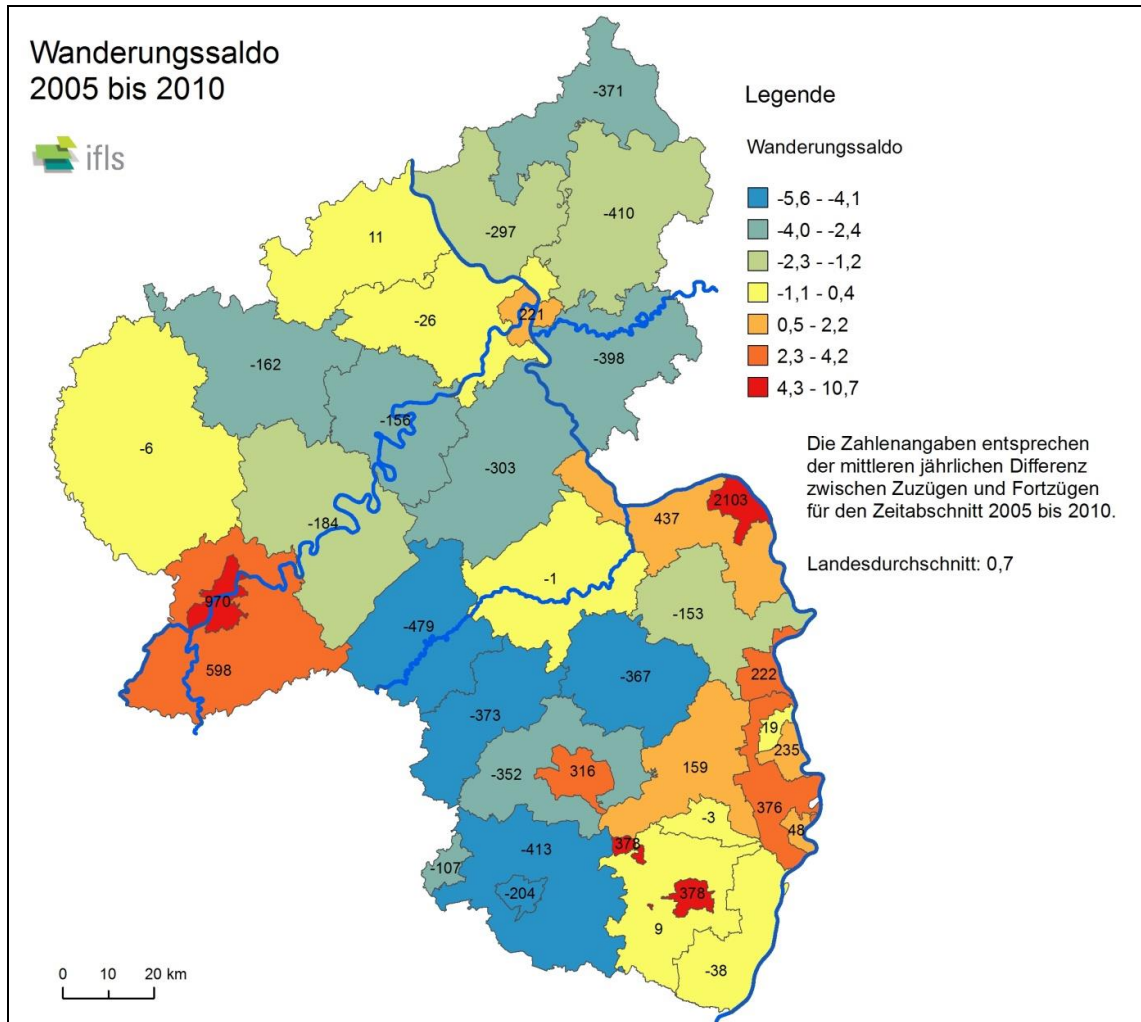 Wanderungssaldo
2005 bis 2010
ifls
Legende
Wanderungssaldo
-5,6 - -4,1
-4,0 - -2,4
-2,3 - -1,2
-1,1 - 0,4
0,5 - 2,2
2,3 - 4,2
4,3 - 10,7
Die Zahlenangaben entsprechen
der mittleren jährlichen Differenz
zwischen Zuzügen und Fortzügen
für den Zeitabschnitt 2005 bis 2010.
Landesdurchschnitt: 0,7
-371
-410
-297
11
-26
221
-398
-162
-156
-6
-303
2103
437
-184
-1
970
-153
-479
598
-367
222
-373
19
235
316
159
-352
376
-3
48
378
-413
-107
-204
378
9
-38
0 10 20 km